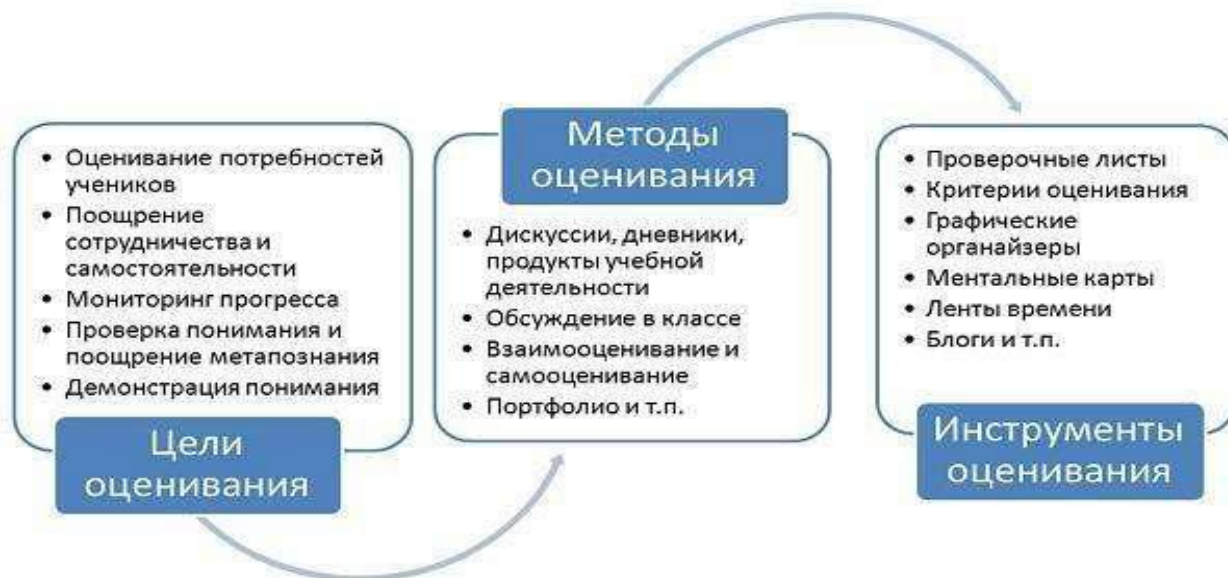 • Оценивание потребностей
учеников
• Поощрение
сотрудничества и
самостоятельности
• Мониторинг прогресса
• Проверка понимания и
поощрение метапознания
• Демонстрация понимания
Цели
оценивания
Методы
оценивания
• Дискуссии, дневники,
продукты учебной
деятельности
• Обсуждение в классе
• Взаимооценивание и
самооценивание
• Портфолио и т.п.
• Проверочные листы
• Критерии оценивания
• Графические
органайзеры
• Ментальные карты
• Ленты времени
• Блоги и т.п.
Инструменты
оценивания